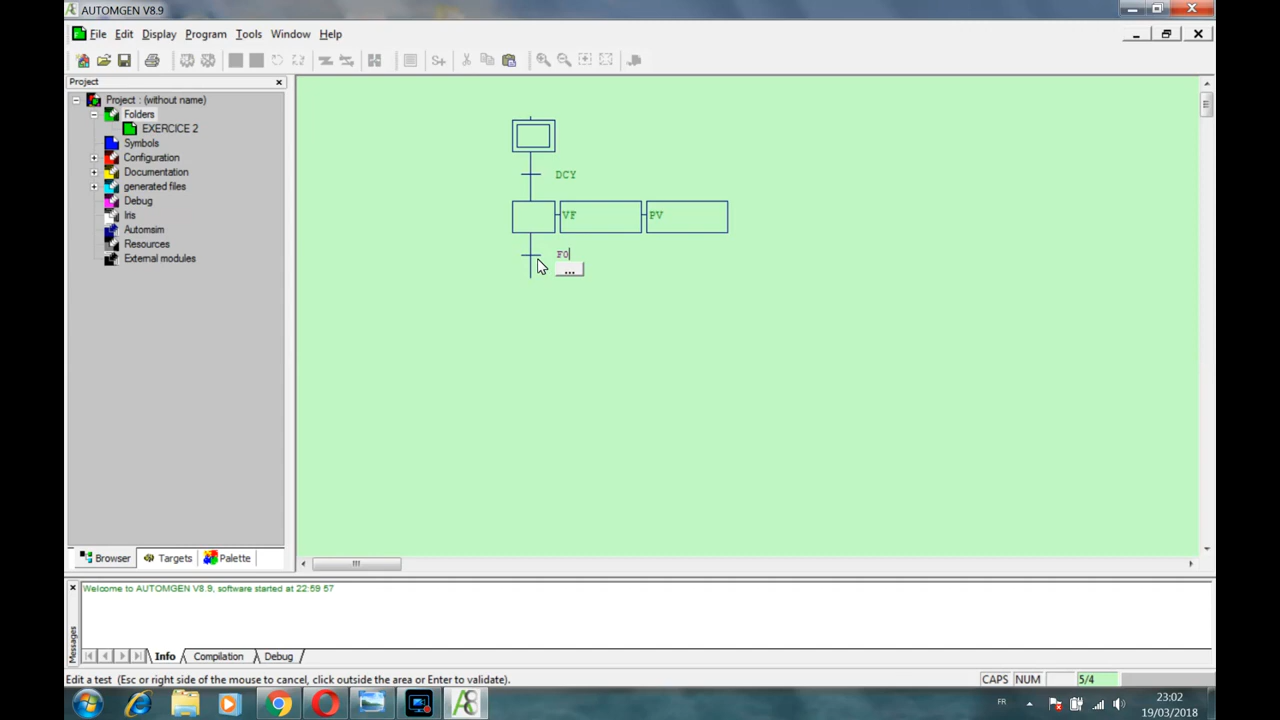 AUTOMGEN V8.9
File Edit Display Program Tools Window Help
Project
Project : (without name)
Folders
EXERCICE 2
Symbols
Configuration
Documentation
generated files
Debug
Iris
Automsim
Resources
External modules
DCY
VF PV
F0
...
Browser Targets Palette
Welcome to AUTOMGEN V8.9, software started at 22:59 57
Messages
Info Compilation Debug
Edit a test (Esc or right side of the mouse to cancel, click outside the area or Enter to validate).
CAPS NUM 5/4
FR
23:02
19/03/2018